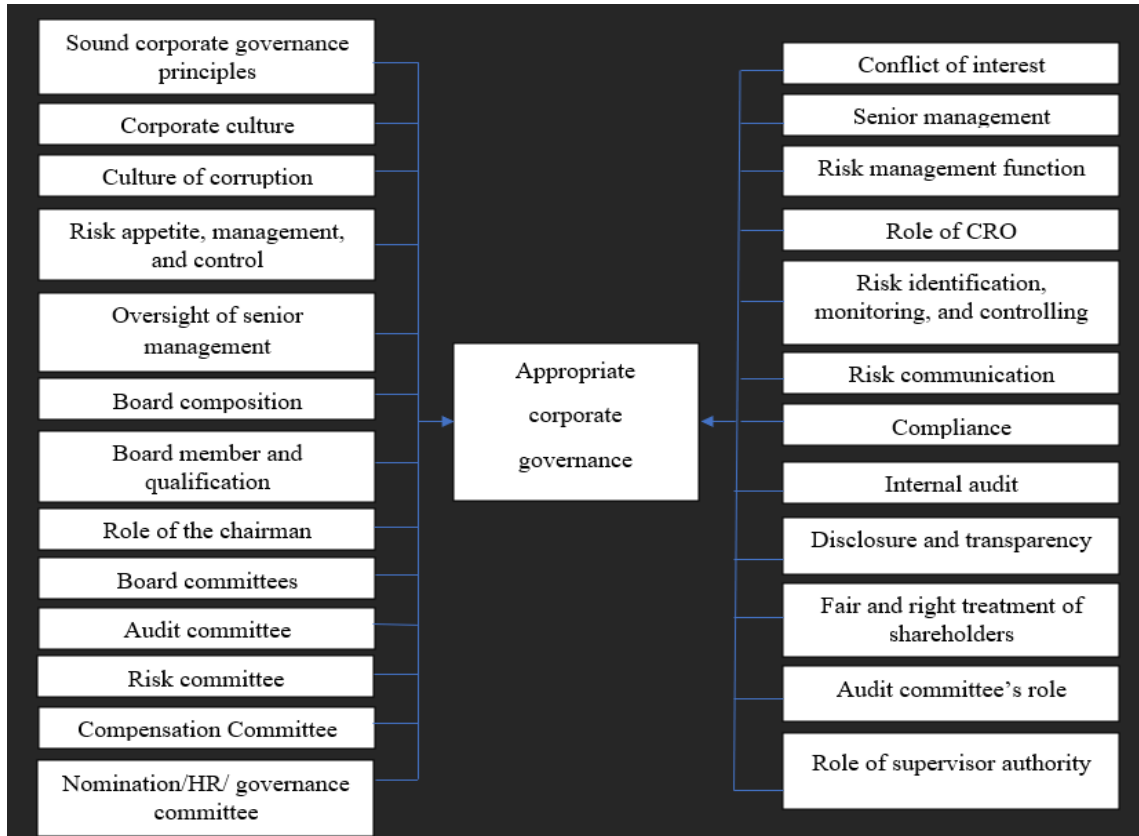 Sound corporate governance
principles
Corporate culture
Culture of corruption
Risk appetite, management,
and control
Oversight of senior
management
Board composition
Board member and
qualification
Role of the chairman
Board committees
Audit committee
Risk committee
Compensation Committee
Nomination/HR/ governance
committee
Appropriate
corporate
governance
Conflict of interest
Senior management
Risk management function
Role of CRO
Risk identification,
monitoring, and controlling
Risk communication
Compliance
Internal audit
Disclosure and transparency
Fair and right treatment of
shareholders
Audit committee’s role
Role of supervisor authority